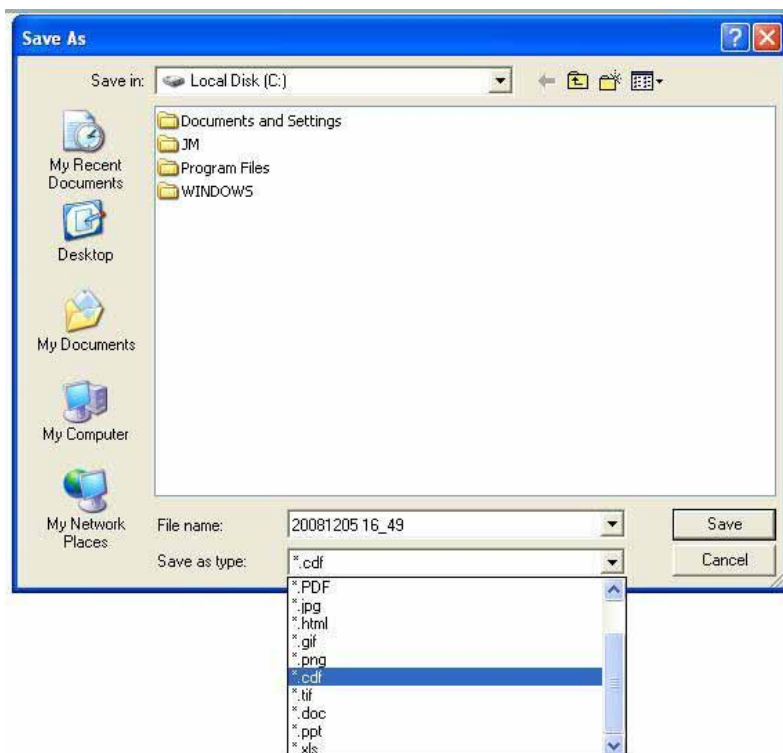 Save As
Save in:
Local Disk (C:)
My Recent
Documents
Desktop
My Documents
My Computer
My Network
Places
Documents and Settings
JM
Program Files
WINDOWS
File name:
20081205 16_49
Save
Save as type:
*.cdf
Cancel
*.PDF
*.jpg
*.html
*.gif
*.png
*.cdf
*.tif
*.doc
*.ppt
*.xls